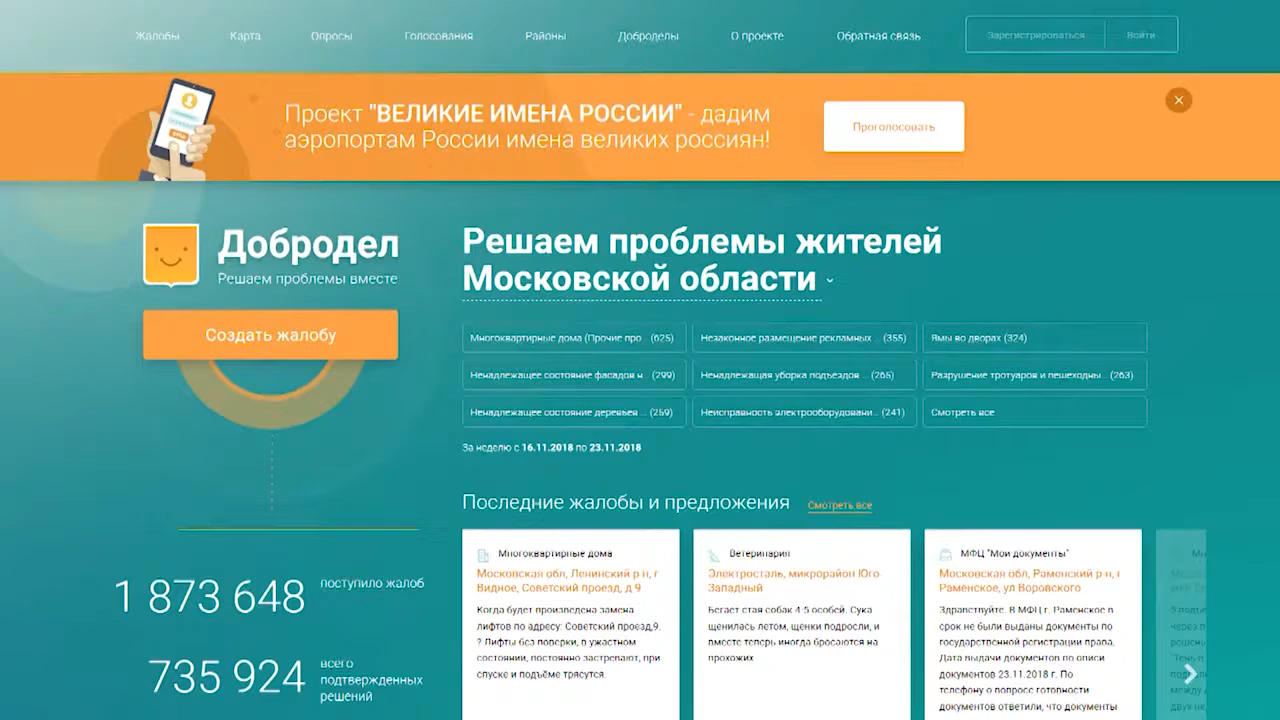 Жалобы Карта Опросы Голосования Районы Доброделы О проекте Обратная связь Зарегистрироваться Войти
Проект "ВЕЛИКИЕ ИМЕНА РОССИИ" - дадим
аэропортам России имена великих россиян!
Проголосовать
Добродел
Решаем проблемы вместе
Создать жалобу
Решаем проблемы жителей
Московской области
Многоквартирные дома (Прочие про... (625) Незаконное размещение рекламных ... (355) Ямы во дворах (324)
Ненадлежащее состояние фасадов н... (299) Ненадлежащая уборка подъездов ... (265) Разрушение тротуаров и пешеходны... (263)
Ненадлежащее состояние деревьев ... (259) Неисправность электрооборудовани... (241) Смотреть все
За неделю с 16.11.2018 по 23.11.2018
Последние жалобы и предложения Смотреть все
1 873 648 поступило жалоб
735 924 всего
подтвержденных
решений
Многоквартирные дома
Московская обл, Ленинский р-н, г
Видное, Советский проезд, д 9
Когда будет произведена замена
лифтов по адресу: Советский проезд,9.
? Лифты без поверки, в ужастном
состоянии, постоянно застревают, при
спуске и подъёме трясутся.
Ветеринария
Электросталь, микрорайон Юго-
Западный
Бегает стая собак 4-5 особей. Сука
щенилась летом, щенки подросли, и
вместе теперь иногда бросаются на
прохожих
МФЦ "Мои документы"
Московская обл, Раменский р-н, г
Раменское, ул Воровского
Здравствуйте. В МФЦ г. Раменское в
срок не были выданы документы по
государственной регистрации права.
Дата выдачи документов по описи
документов 23.11.2018 г. По
телефону о вопросе готовности
документов ответили, что документы